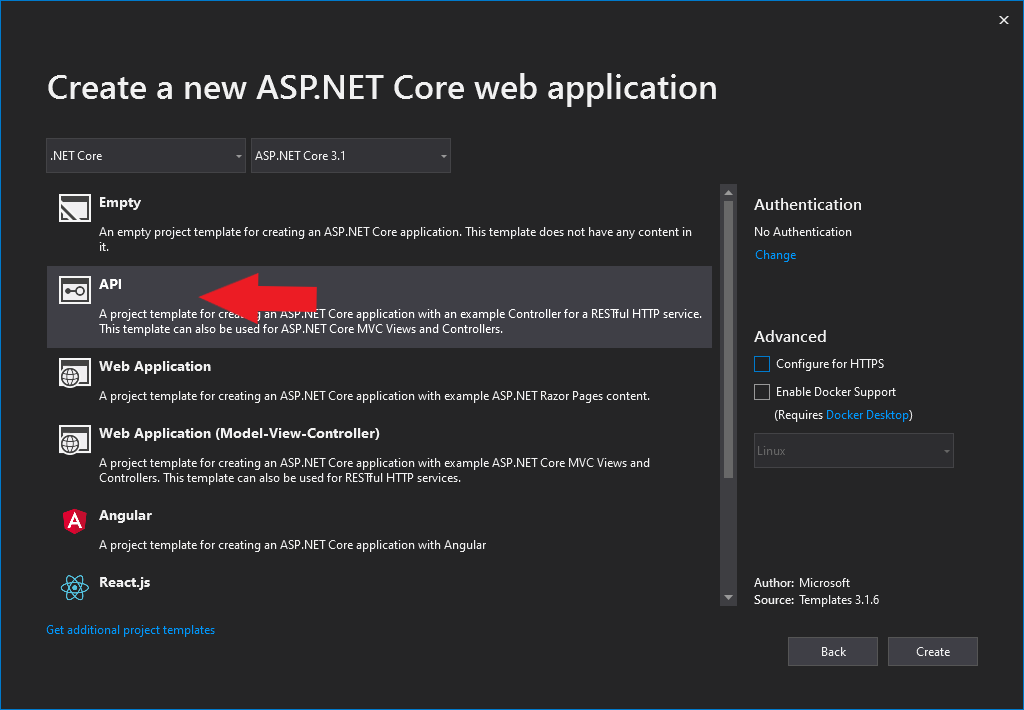 Create a new ASP.NET Core web application
.NET Core
ASP.NET Core 3.1
Empty
An empty project template for creating an ASP.NET Core application. This template does not have any content in
it.
API
A project template for creating an ASP.NET Core application with an example Controller for a RESTful HTTP service.
This template can also be used for ASP.NET Core MVC Views and Controllers.
Web Application
A project template for creating an ASP.NET Core application with example ASP.NET Razor Pages content.
Web Application (Model-View-Controller)
A project template for creating an ASP.NET Core application with example ASP.NET Core MVC Views and
Controllers. This template can also be used for RESTful HTTP services.
Angular
A project template for creating an ASP.NET Core application with Angular
React.js
Get additional project templates
Authentication
No Authentication
Change
Advanced
Configure for HTTPS
Enable Docker Support
(Requires Docker Desktop)
Linux
Author: Microsoft
Source: Templates 3.1.6
Back
Create